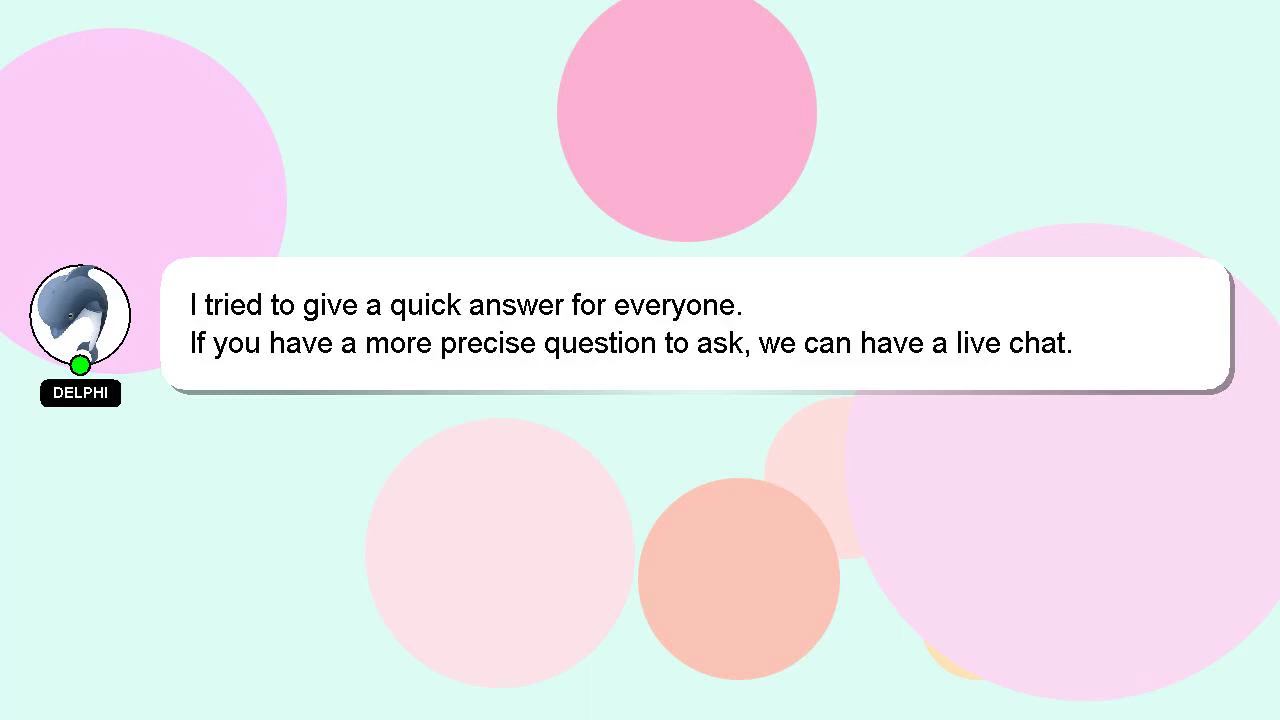 I tried to give a quick answer for everyone.
If you have a more precise question to ask, we can have a live chat.
DELPHI